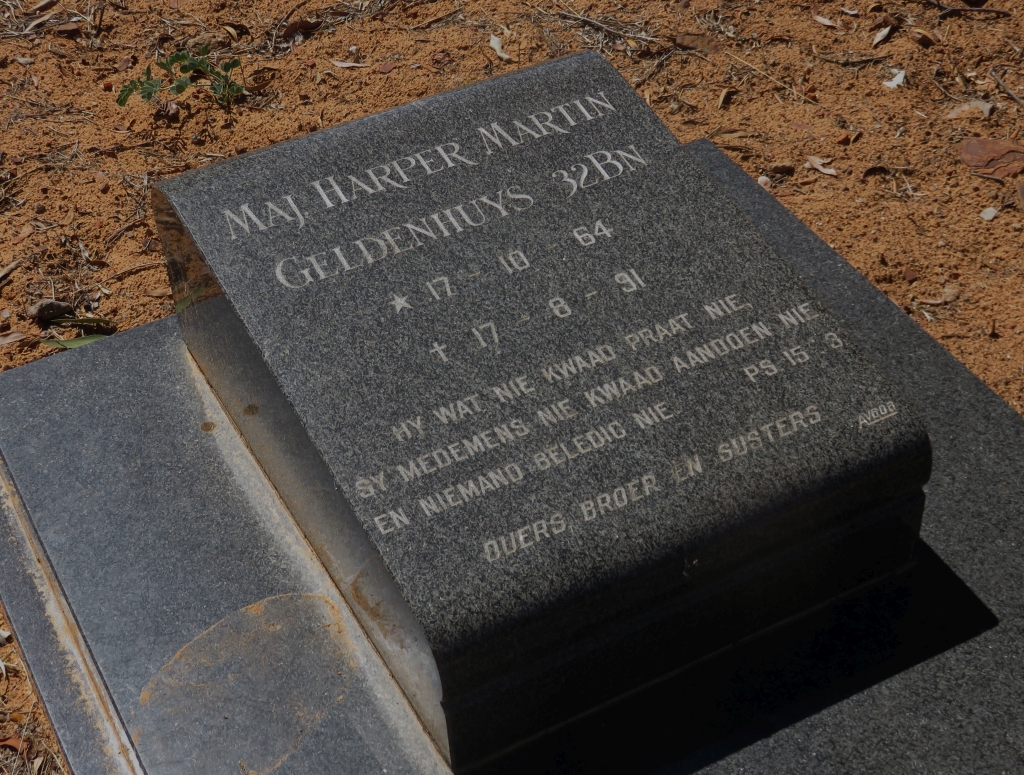 MAJ. HARPER MARTIN
GELDENHUYS 32BN
★ 17 - 10 - 64
† 17 - 8 - 91
HY WAT NIE KWAAD PRAAT NIE,
SY MEDEMENS NIE KWAAD AANDOEN NIE
EN NIEMAND BELEDIG NIE
PS 15 : 3
OUERS, BROER EN SUSTERS
AVBOB